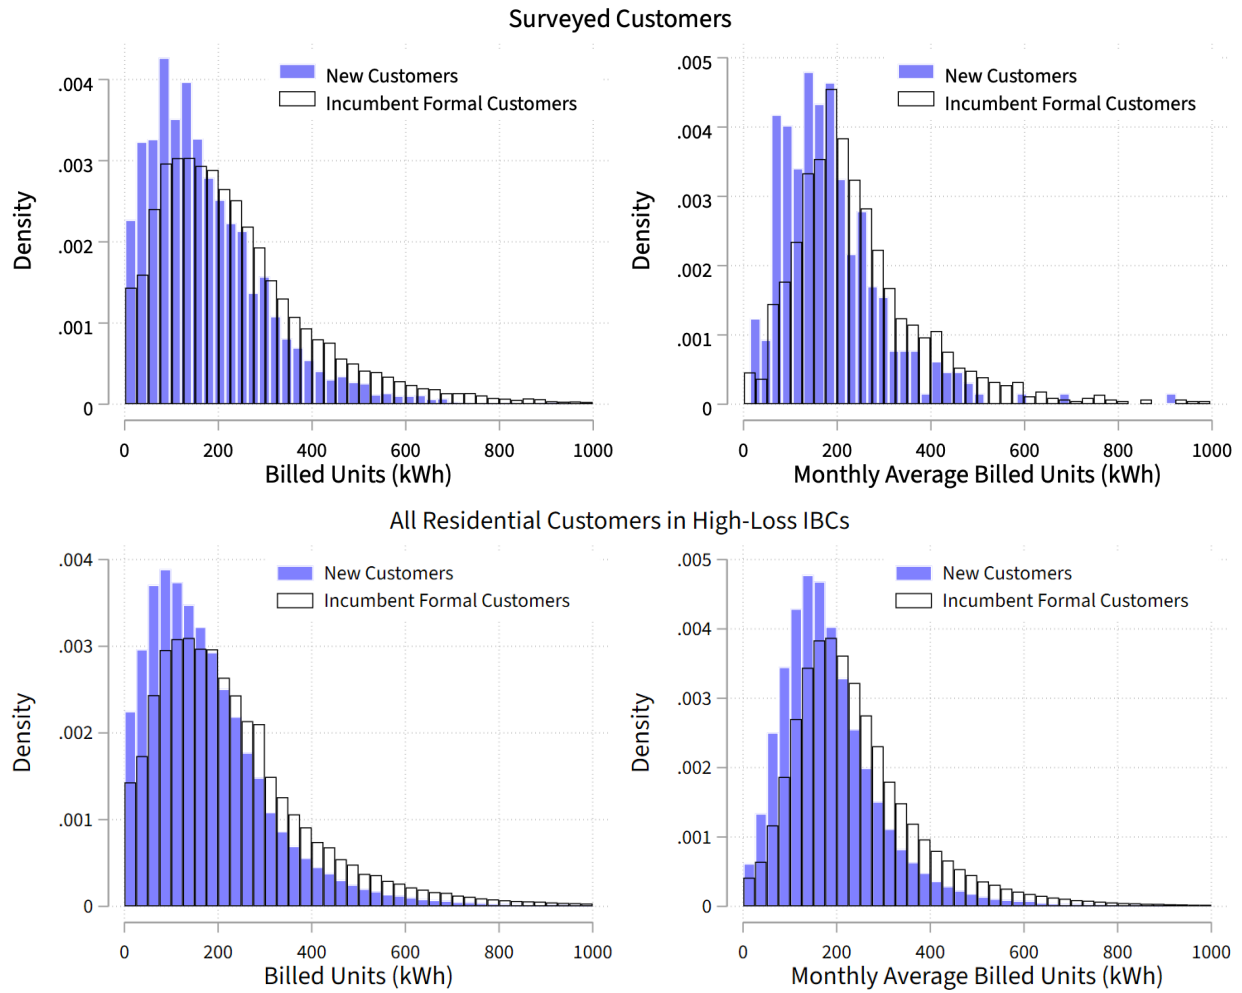 Surveyed Customers
.004
.003
.002
.001
0
Density
New Customers
Incumbent Formal Customers
0 200 400 600 800 1000
Billed Units (kWh)
.005
.004
.003
.002
.001
0
Density
New Customers
Incumbent Formal Customers
0 200 400 600 800 1000
Monthly Average Billed Units (kWh)
All Residential Customers in High-Loss IBCs
.004
.003
.002
.001
0
Density
New Customers
Incumbent Formal Customers
0 200 400 600 800 1000
Billed Units (kWh)
.005
.004
.003
.002
.001
0
Density
New Customers
Incumbent Formal Customers
0 200 400 600 800 1000
Monthly Average Billed Units (kWh)